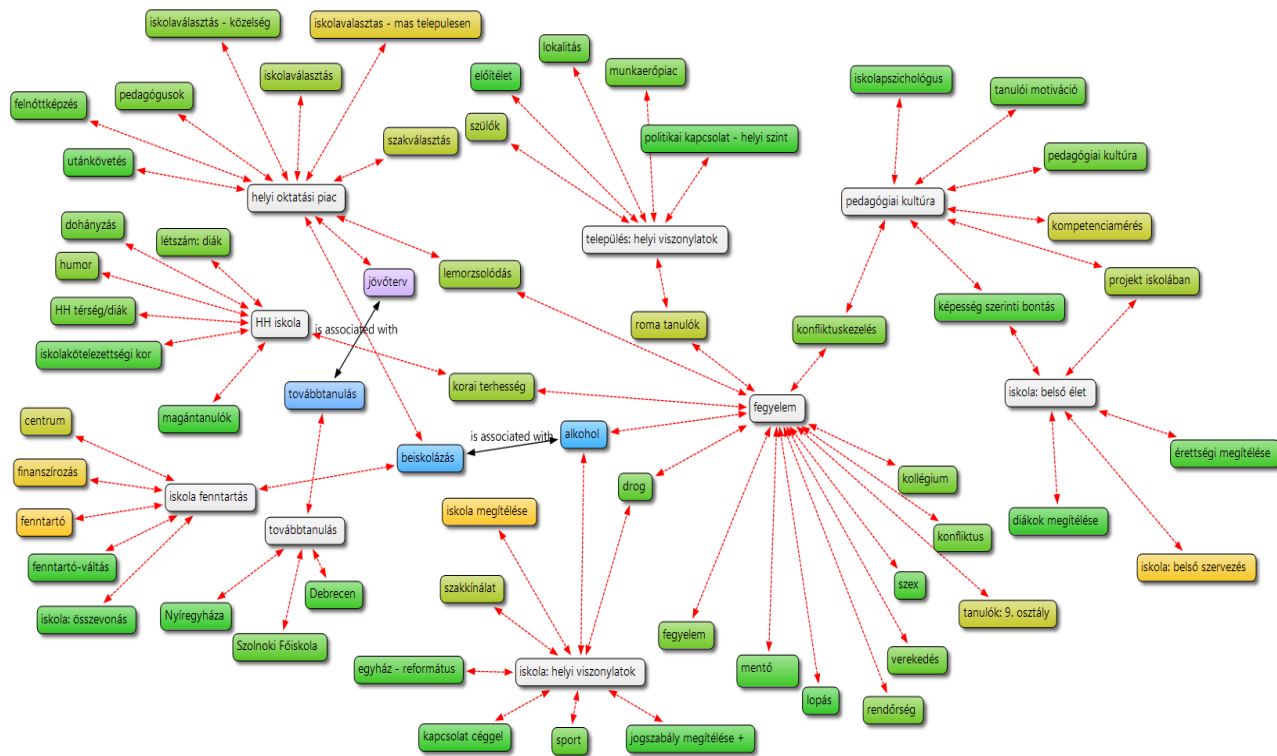 iskolaválasztás - közelség
iskolavalasztas - mas telepulesen
lokalitás
munkaerőpiac
előítélet
iskolaválasztás
iskolapszichológus
tanulói motiváció
felnőttképzés
pedagógusok
szülők
szakválasztás
politikai kapcsolat - helyi szint
pedagógiai kultúra
utánkövetés
helyi oktatási piac
pedagógiai kultúra
dohányzás
létszám: diák
település: helyi viszonylatok
kompetenciamérés
humor
jövőterv
lemorzsolódás
projekt iskolában
HH térség/diák
HH iskola
is associated with
roma tanulók
konfliktuskezelés
képesség szerinti bontás
iskolakötelezettségi kor
továbbtanulás
korai terhesség
iskola: belső élet
magántanulók
fegyelem
centrum
is associated with
alkohol
érettségi megítélése
finanszírozás
beiskolázás
kollégium
iskola fenntartás
drog
fenntartó
iskola megítélése
diákok megítélése
továbbtanulás
konfliktus
fenntartó-váltás
iskola: belső szervezés
szex
szakkínálat
Debrecen
iskola: összevonás
Nyíregyháza
tanulók: 9. osztály
fegyelem
Szolnoki Főiskola
verekedés
egyház - református
iskola: helyi viszonylatok
mentő
lopás
rendőrség
kapcsolat céggel
sport
jogszabály megítélése +